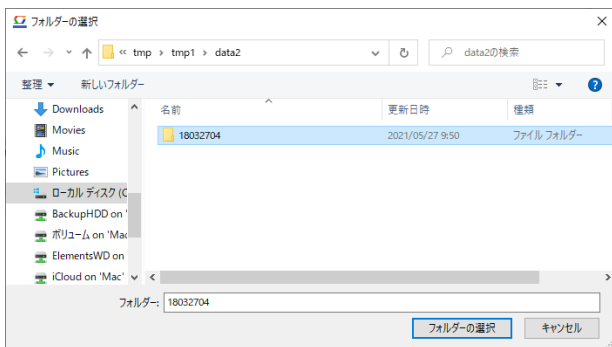 フォルダーの選択
« tmp › tmp1 › data2
data2の検索
整理
新しいフォルダー
名前 更新日時 種類
18032704 2021/05/27 9:50 ファイル フォルダー
Downloads
Movies
Music
Pictures
ローカル ディスク (C
BackupHDD on '
ボリューム on 'Mac
ElementsWD on
iCloud on 'Mac'
フォルダー: 18032704
フォルダーの選択 キャンセル